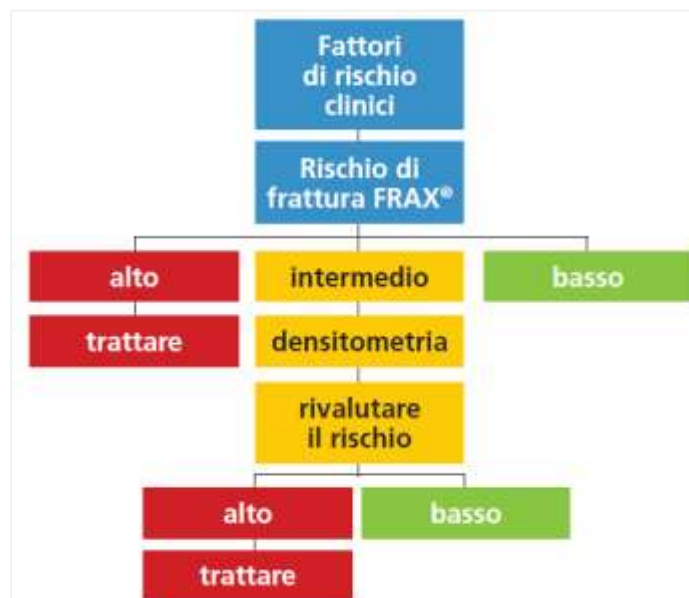 Fattori
di rischio
clinici
Rischio di
frattura FRAX®
alto
intermedio
basso
trattare
densitometria
rivalutare
il rischio
alto
basso
trattare